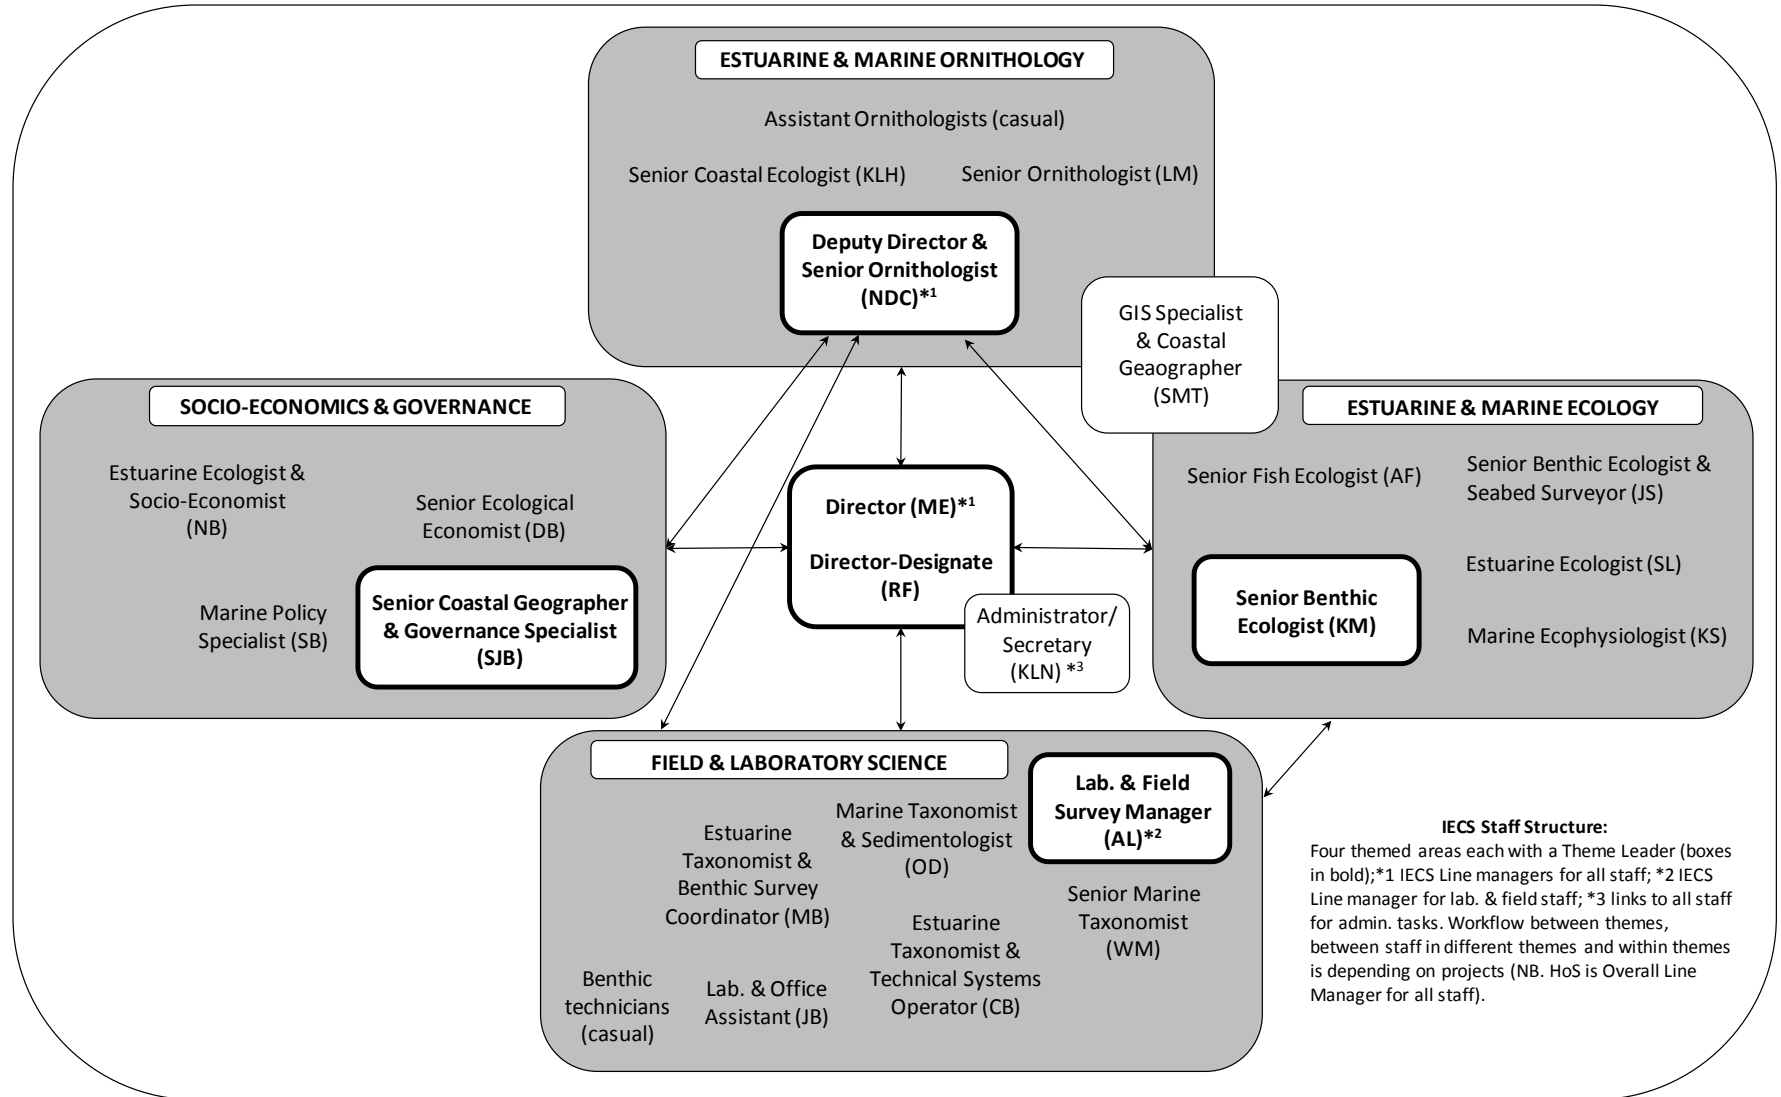 ESTUARINE & MARINE ORNITHOLOGY
Assistant Ornithologists (casual)
Senior Coastal Ecologist (KLH)
Senior Ornithologist (LM)
Deputy Director &
Senior Ornithologist
(NDC)*1
GIS Specialist
& Coastal
Geaographer
(SMT)
SOCIO-ECONOMICS & GOVERNANCE
Estuarine Ecologist &
Socio-Economist
(NB)
Senior Ecological
Economist (DB)
Marine Policy
Specialist (SB)
Senior Coastal Geographer
& Governance Specialist
(SJB)
Director (ME)*1
Director-Designate
(RF)
Administrator/
Secretary
(KLN) *3
ESTUARINE & MARINE ECOLOGY
Senior Fish Ecologist (AF)
Senior Benthic Ecologist &
Seabed Surveyor (JS)
Estuarine Ecologist (SL)
Senior Benthic
Ecologist (KM)
Marine Ecophysiologist (KS)
FIELD & LABORATORY SCIENCE
Lab. & Field
Survey Manager
(AL)*2
Marine Taxonomist
& Sedimentologist
(OD)
Estuarine
Taxonomist &
Benthic Survey
Coordinator (MB)
Senior Marine
Taxonomist
(WM)
Estuarine
Taxonomist &
Technical Systems
Operator (CB)
Benthic
technicians
(casual)
Lab. & Office
Assistant (JB)
IECS Staff Structure:
Four themed areas each with a Theme Leader (boxes
in bold);*1 IECS Line managers for all staff; *2 IECS
Line manager for lab. & field staff; *3 links to all staff
for admin. tasks. Workflow between themes,
between staff in different themes and within themes
is depending on projects (NB. HoS is Overall Line
Manager for all staff).